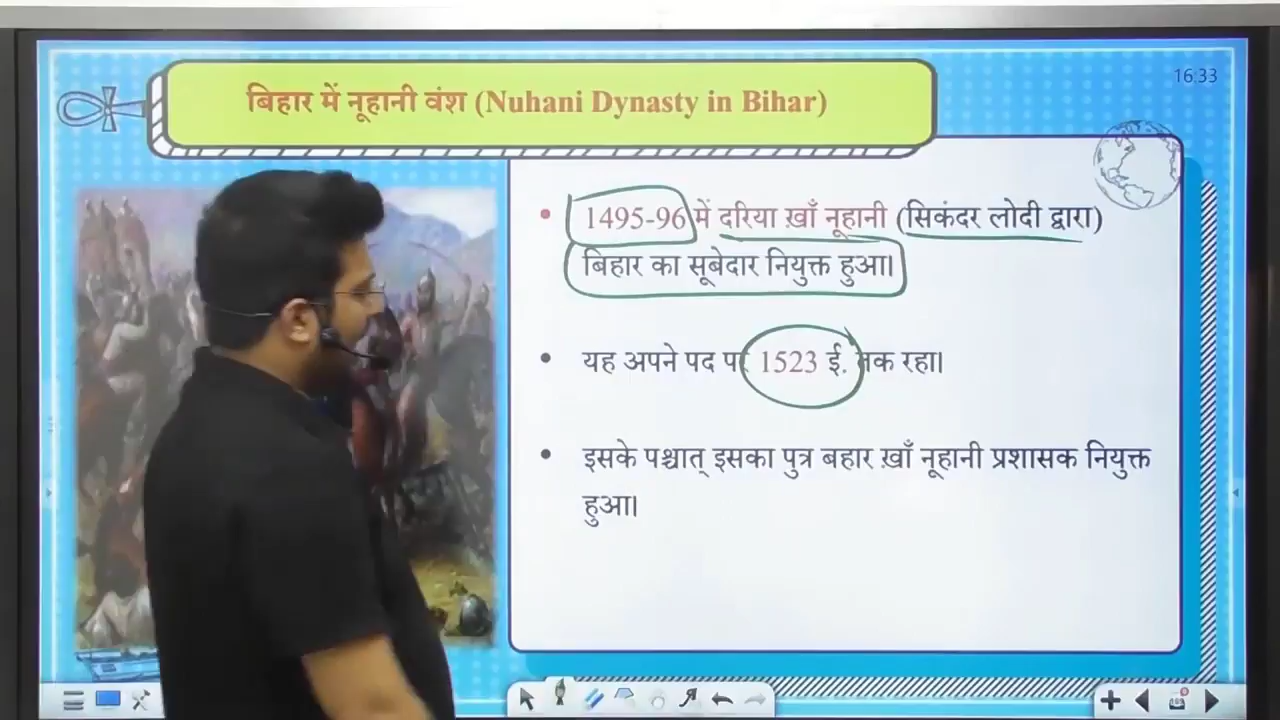 16:33
बिहार में नूहानी वंश (Nuhani Dynasty in Bihar)
• 1495-96 में दरिया ख़ाँ नूहानी (सिकंदर लोदी द्वारा)
बिहार का सूबेदार नियुक्त हुआ।
• यह अपने पद पर 1523 ई. तक रहा।
• इसके पश्चात् इसका पुत्र बहार ख़ाँ नूहानी प्रशासक नियुक्त
हुआ।